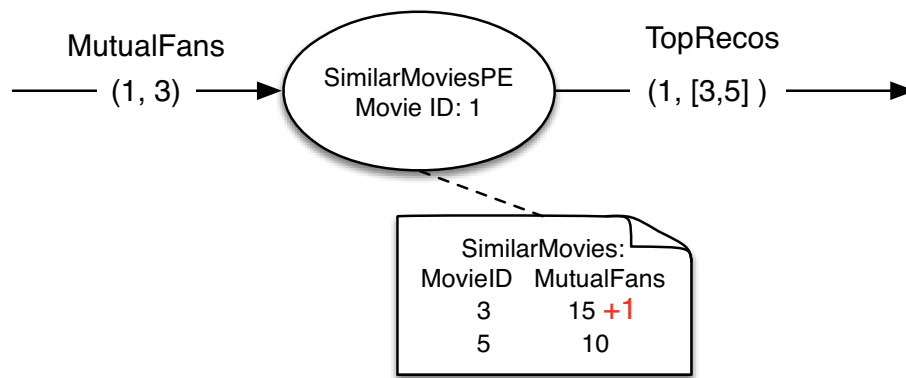 MutualFans
(1, 3)
SimilarMoviesPE
Movie ID: 1
TopRecos
(1, [3,5] )
SimilarMovies:
MovieID MutualFans
3 15 +1
5 10